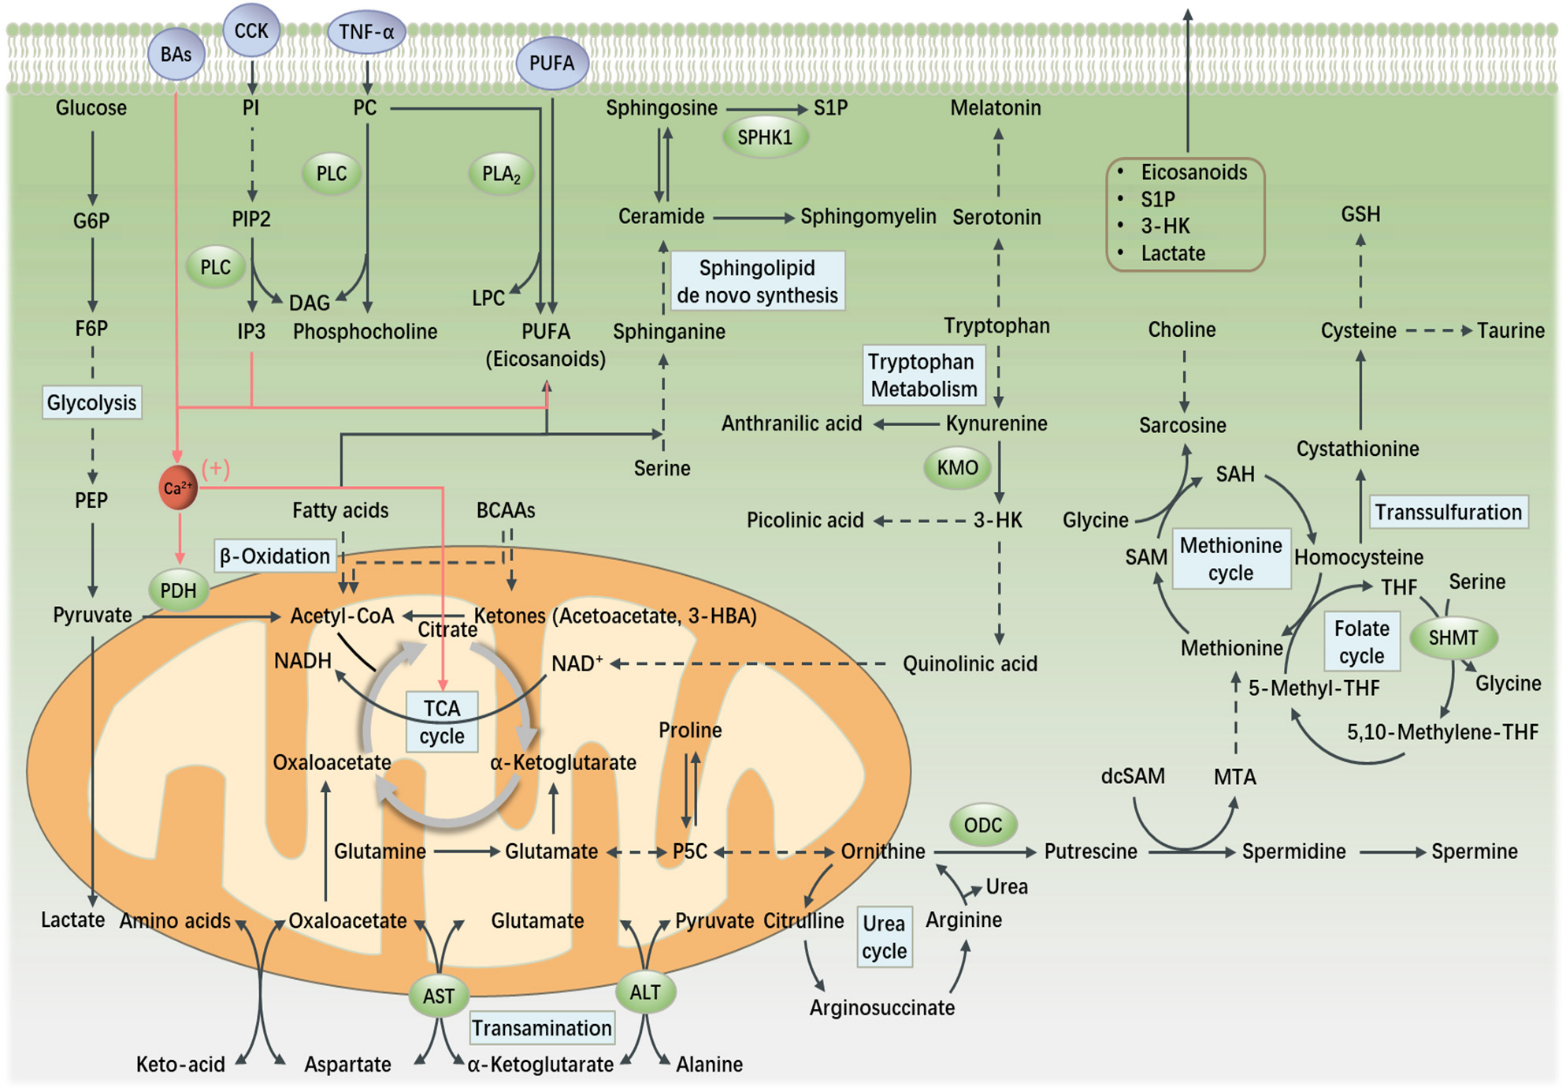 BAs
CCK
TNF-α
PUFA
Glucose
PI
PC
Sphingosine
S1P
Melatonin
SPHK1
PLC
PLA₂
• Eicosanoids
• S1P
• 3-HK
• Lactate
G6P
PIP2
Ceramide
Sphingomyelin
Serotonin
GSH
PLC
DAG
LPC
Sphingolipid
de novo synthesis
F6P
IP3
Phosphocholine
PUFA
(Eicosanoids)
Sphinganine
Tryptophan
Choline
Cysteine
Taurine
Tryptophan
Metabolism
Glycolysis
Anthranilic acid
Kynurenine
Sarcosine
Cystathionine
Serine
KMO
SAH
PEP
Ca²⁺
(+)
Fatty acids
BCAAs
Picolinic acid
3-HK
Glycine
Transsulfuration
β-Oxidation
SAM
Methionine
cycle
Homocysteine
PDH
THF
Serine
Pyruvate
Acetyl-CoA
Ketones (Acetoacetate, 3-HBA)
Citrate
Folate
cycle
SHMT
NADH
NAD⁺
Quinolinic acid
Methionine
5-Methyl-THF
Glycine
TCA
cycle
Proline
5,10-Methylene-THF
Oxaloacetate
α-Ketoglutarate
dcSAM
MTA
ODC
Glutamine
Glutamate
P5C
Ornithine
Putrescine
Spermidine
Spermine
Urea
Lactate
Amino acids
Oxaloacetate
Glutamate
Pyruvate
Citrulline
Urea
cycle
Arginine
AST
ALT
Arginosuccinate
Transamination
Keto-acid
Aspartate
α-Ketoglutarate
Alanine